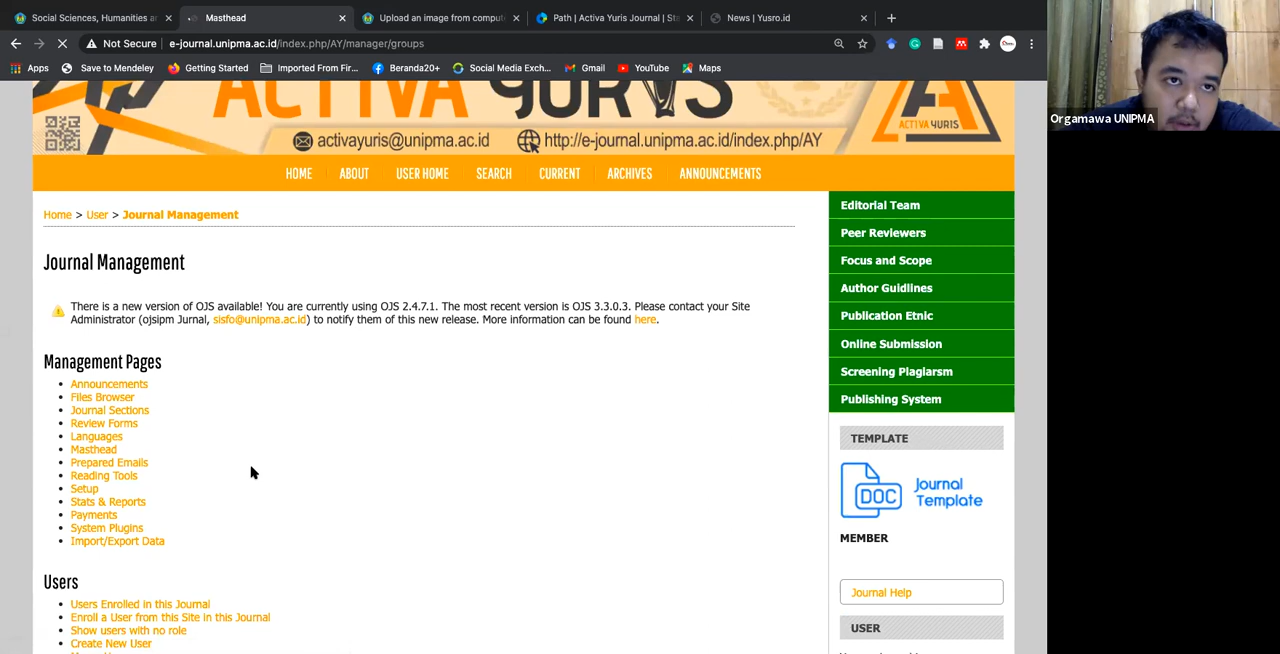 Social Sciences, Humanities a
Masthead
Upload an image from compu
Path | Activa Yuris Journal | St
News | Yusro.id
Not Secure | e-journal.unipma.ac.id/index.php/AY/manager/groups
Apps
Save to Mendeley
Getting Started
Imported From Fir...
Beranda20+
Social Media Exch...
Gmail
YouTube
Maps
ACTIVA YURIS
activayuris@unipma.ac.id
http://e-journal.unipma.ac.id/index.php/AY
ACTIVA YURIS
HOME
ABOUT
USER HOME
SEARCH
CURRENT
ARCHIVES
ANNOUNCEMENTS
Home > User > Journal Management
Journal Management
There is a new version of OJS available! You are currently using OJS 2.4.7.1. The most recent version is OJS 3.3.0.3. Please contact your Site
Administrator (ojsipm Jurnal, sisfo@unipma.ac.id) to notify them of this new release. More information can be found here.
Management Pages
Announcements
Files Browser
Journal Sections
Review Forms
Languages
Masthead
Prepared Emails
Reading Tools
Setup
Stats & Reports
Payments
System Plugins
Import/Export Data
Users
Users Enrolled in this Journal
Enroll a User from this Site in this Journal
Show users with no role
Create New User
Editorial Team
Peer Reviewers
Focus and Scope
Author Guidlines
Publication Etnic
Online Submission
Screening Plagiarsm
Publishing System
TEMPLATE
DOC
Journal
Template
MEMBER
Journal Help
USER
Orgamawa UNIPMA